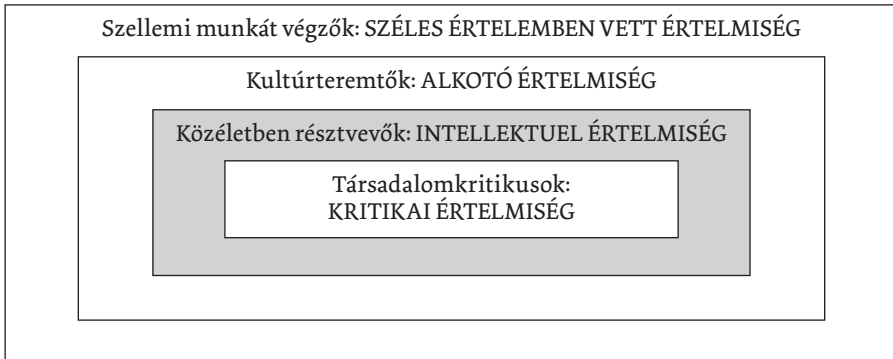 Szellemi munkát végzők: SZÉLES ÉRTELEMBEN VETT ÉRTELMISÉG
Kultúrteremtők: ALKOTÓ ÉRTELMISÉG
Közéletben résztvevők: INTELLEKTUEL ÉRTELMISÉG
Társadalomkritikusok:
KRITIKAI ÉRTELMISÉG